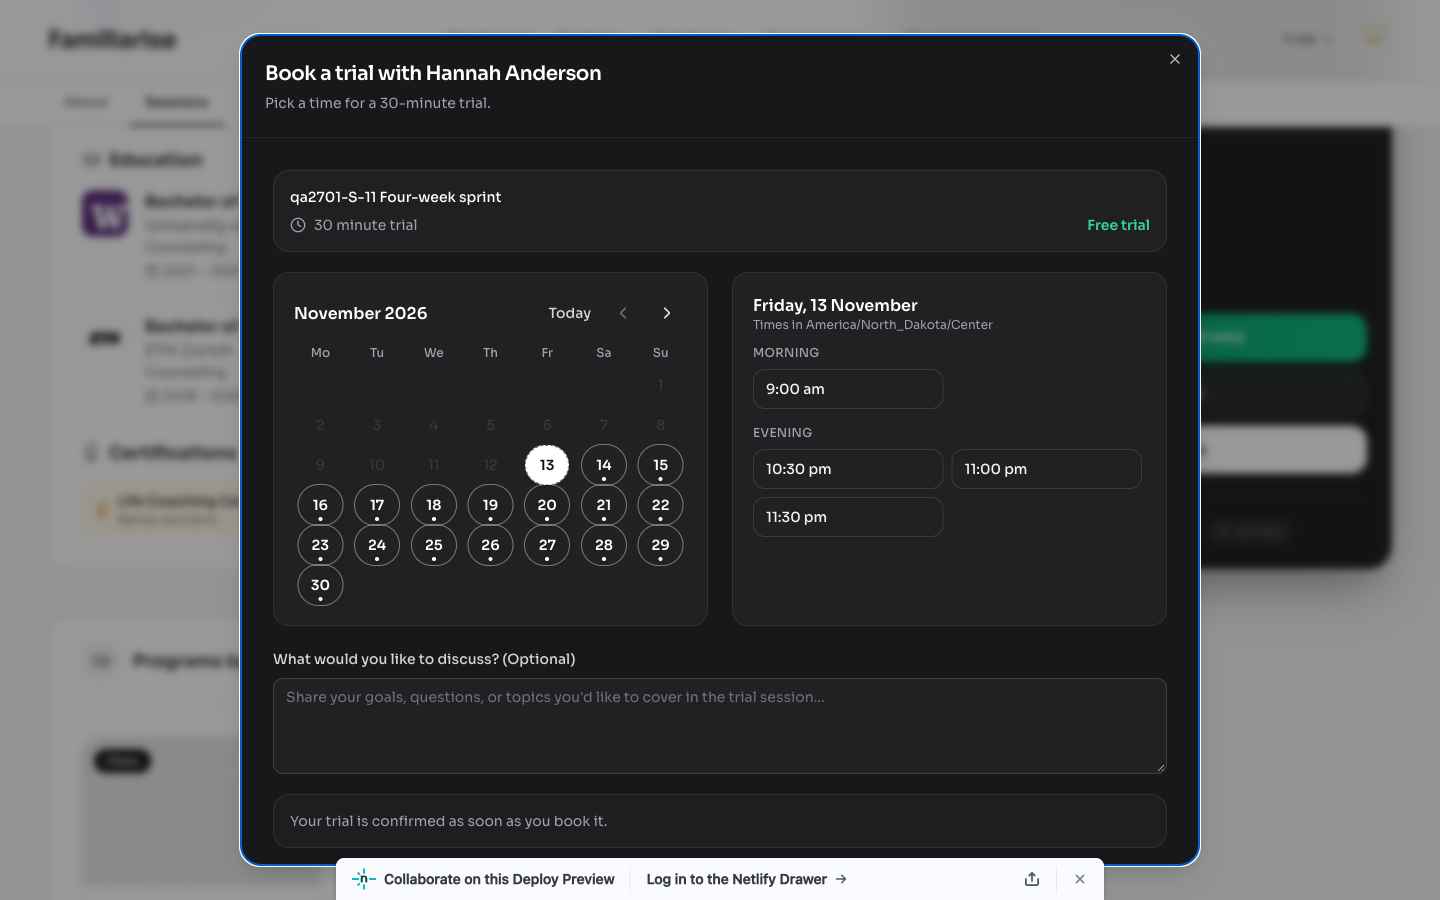 Familiarise
Book a trial with Hannah Anderson
Pick a time for a 30-minute trial.
Sessions
Education
qa2701-S-11 Four-week sprint
30 minute trial
Free trial
November 2026
Today
Mo Tu We Th Fr Sa Su
1
2 3 4 5 6 7 8
9 10 11 12 13 14 15
16 17 18 19 20 21 22
23 24 25 26 27 28 29
30
Friday, 13 November
Times in America/North_Dakota/Center
MORNING
9:00 am
EVENING
10:30 pm
11:00 pm
11:30 pm
What would you like to discuss? (Optional)
Share your goals, questions, or topics you'd like to cover in the trial session...
Your trial is confirmed as soon as you book it.
Collaborate on this Deploy Preview
Log in to the Netlify Drawer →